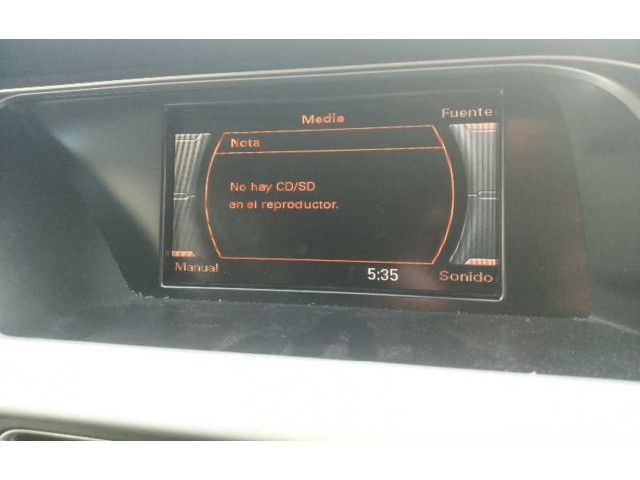 Media
Fuente
Nota
No hay CD/SD
en el reproductor.
Manual
5:35
Sonido